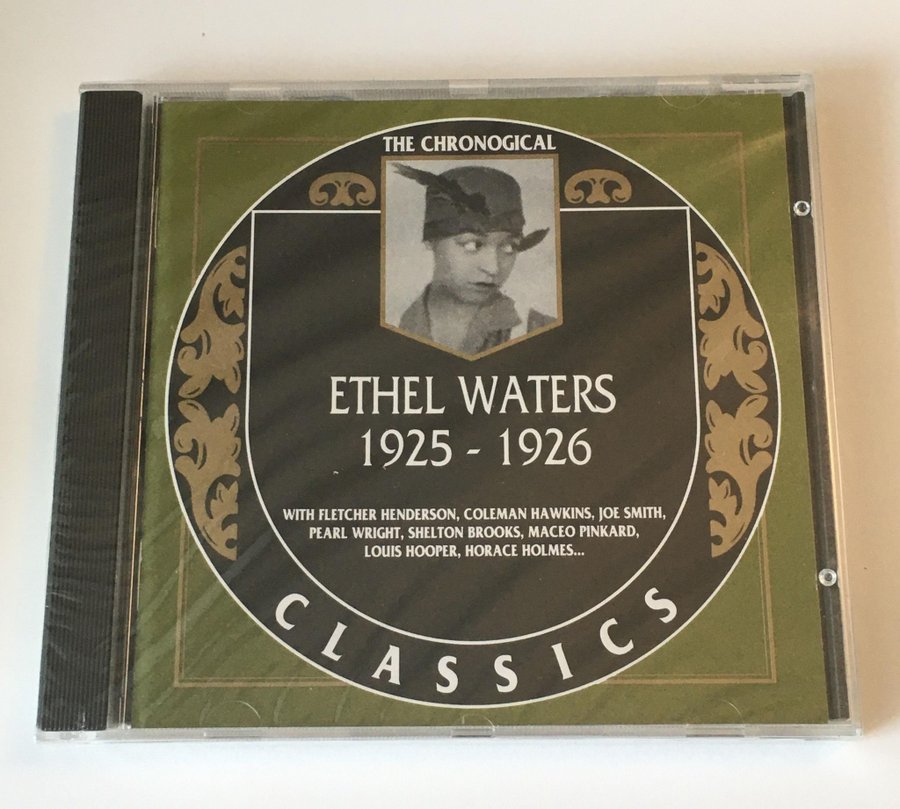 THE CHRONOGICAL
ETHEL WATERS
1925 - 1926
WITH FLETCHER HENDERSON, COLEMAN HAWKINS, JOE SMITH,
PEARL WRIGHT, SHELTON BROOKS, MACEO PINKARD,
LOUIS HOOPER, HORACE HOLMES...
CLASSICS